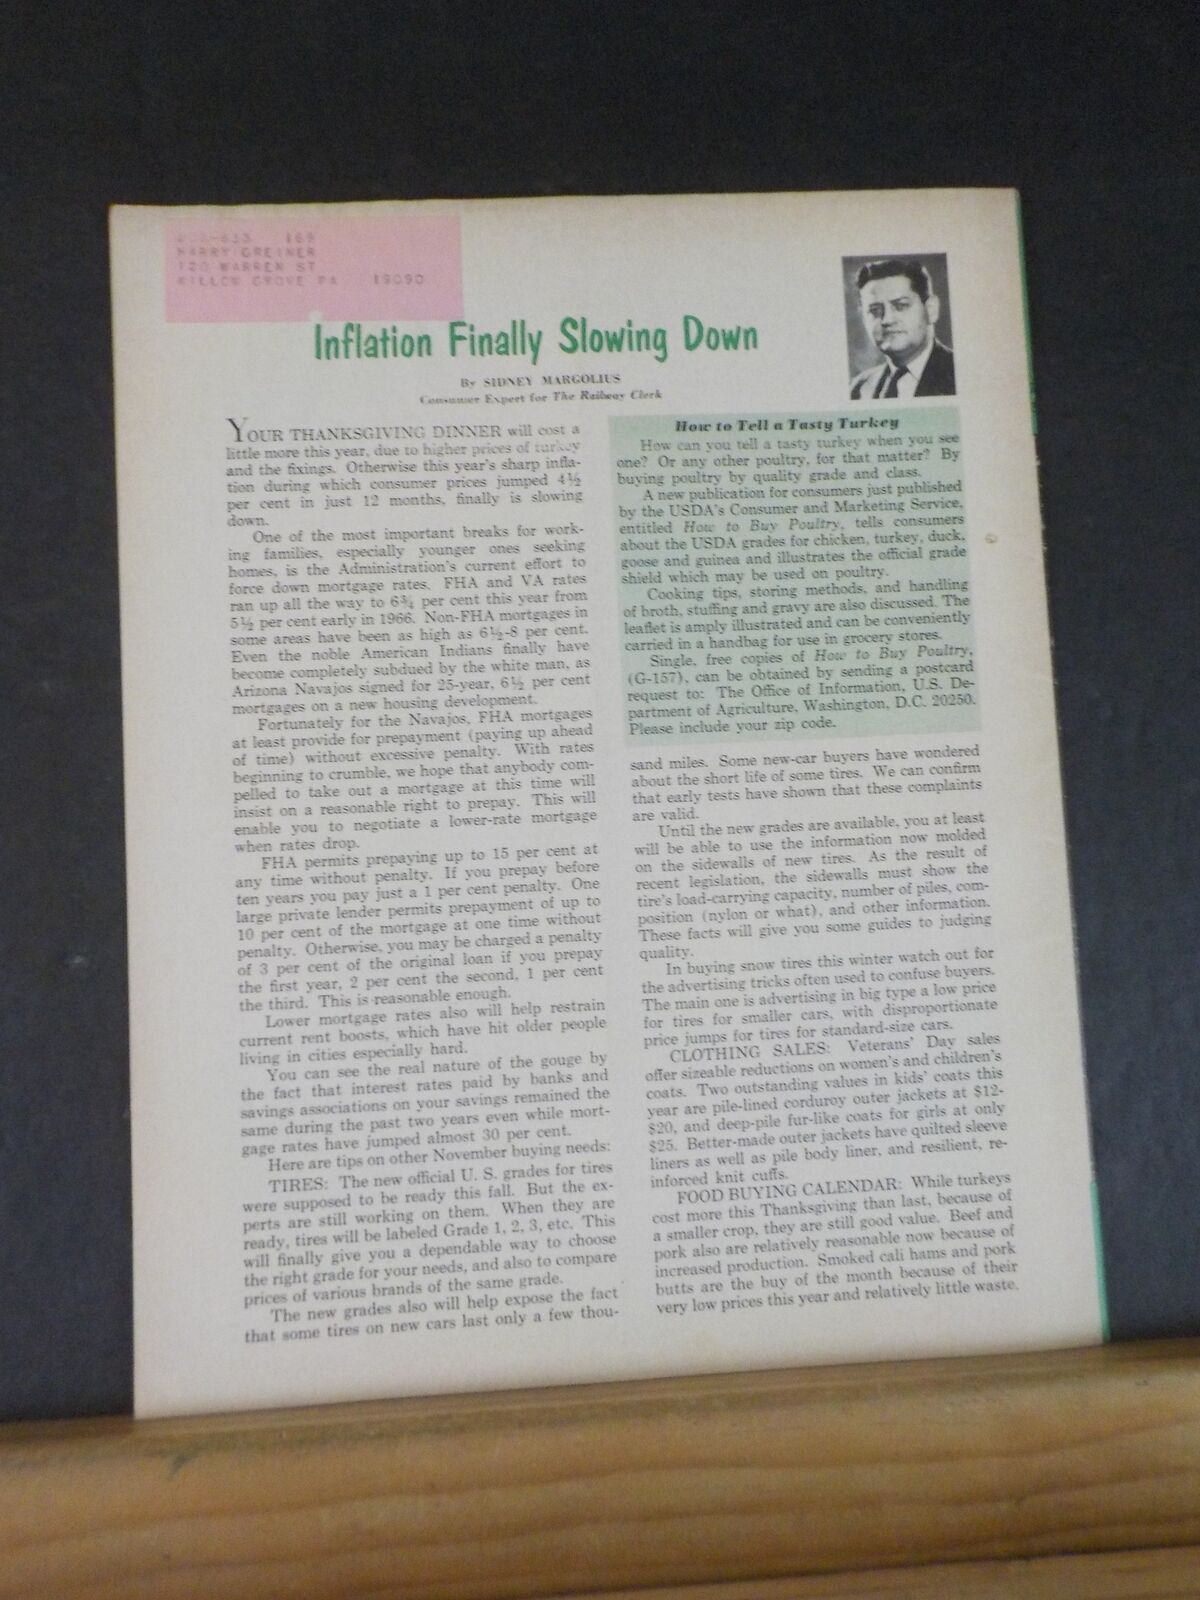 169
HARRY GREINER
120 WARREN ST
WILLOW GROVE PA 19090
Inflation Finally Slowing Down
By SIDNEY MARGOLIUS
Consumer Expert for The Railway Clerk
YOUR THANKSGIVING DINNER will cost a
little more this year, due to higher prices of turkey
and the fixings. Otherwise this year's sharp infla-
tion during which consumer prices jumped 4½
per cent in just 12 months, finally is slowing
down.
One of the most important breaks for work-
ing families, especially younger ones seeking
homes, is the Administration's current effort to
force down mortgage rates. FHA and VA rates
ran up all the way to 6¾ per cent this year from
5½ per cent early in 1966. Non-FHA mortgages in
some areas have been as high as 6½-8 per cent.
Even the noble American Indians finally have
become completely subdued by the white man, as
Arizona Navajos signed for 25-year, 6½ per cent
mortgages on a new housing development.
Fortunately for the Navajos, FHA mortgages
at least provide for prepayment (paying up ahead
of time) without excessive penalty. With rates
beginning to crumble, we hope that anybody com-
pelled to take out a mortgage at this time will
insist on a reasonable right to prepay. This will
enable you to negotiate a lower-rate mortgage
when rates drop.
FHA permits prepaying up to 15 per cent at
any time without penalty. If you prepay before
ten years you pay just a 1 per cent penalty. One
large private lender permits prepayment of up to
10 per cent of the mortgage at one time without
penalty. Otherwise, you may be charged a penalty
of 3 per cent of the original loan if you prepay
the first year, 2 per cent the second, 1 per cent
the third. This is reasonable enough.
Lower mortgage rates also will help restrain
current rent boosts, which have hit older people
living in cities especially hard.
You can see the real nature of the gouge by
the fact that interest rates paid by banks and
savings associations on your savings remained the
same during the past two years even while mort-
gage rates have jumped almost 30 per cent.
Here are tips on other November buying needs:
TIRES: The new official U. S. grades for tires
were supposed to be ready this fall. But the ex-
perts are still working on them. When they are
ready, tires will be labeled Grade 1, 2, 3, etc. This
will finally give you a dependable way to choose
the right grade for your needs, and also to compare
prices of various brands of the same grade.
The new grades also will help expose the fact
that some tires on new cars last only a few thou-
How to Tell a Tasty Turkey
How can you tell a tasty turkey when you see
one? Or any other poultry, for that matter? By
buying poultry by quality grade and class.
A new publication for consumers just published
by the USDA's Consumer and Marketing Service,
entitled How to Buy Poultry, tells consumers
about the USDA grades for chicken, turkey, duck,
goose and guinea and illustrates the official grade
shield which may be used on poultry.
Cooking tips, storing methods, and handling
of broth, stuffing and gravy are also discussed. The
leaflet is amply illustrated and can be conveniently
carried in a handbag for use in grocery stores.
Single, free copies of How to Buy Poultry,
(G-157), can be obtained by sending a postcard
request to: The Office of Information, U.S. De-
partment of Agriculture, Washington, D.C. 20250.
Please include your zip code.
sand miles. Some new-car buyers have wondered
about the short life of some tires. We can confirm
that early tests have shown that these complaints
are valid.
Until the new grades are available, you at least
will be able to use the information now molded
on the sidewalls of new tires. As the result of
recent legislation, the sidewalls must show the
tire's load-carrying capacity, number of piles, com-
position (nylon or what), and other information.
These facts will give you some guides to judging
quality.
In buying snow tires this winter watch out for
the advertising tricks often used to confuse buyers.
The main one is advertising in big type a low price
for tires for smaller cars, with disproportionate
price jumps for tires for standard-size cars.
CLOTHING SALES: Veterans' Day sales
offer sizeable reductions on women's and children's
coats. Two outstanding values in kids' coats this
year are pile-lined corduroy outer jackets at $12-
$20, and deep-pile fur-like coats for girls at only
$25. Better-made outer jackets have quilted sleeve
liners as well as pile body liner, and resilient, re-
inforced knit cuffs.
FOOD BUYING CALENDAR: While turkeys
cost more this Thanksgiving than last, because of
a smaller crop, they are still good value. Beef and
pork also are relatively reasonable now because of
increased production. Smoked cali hams and pork
butts are the buy of the month because of their
very low prices this year and relatively little waste.